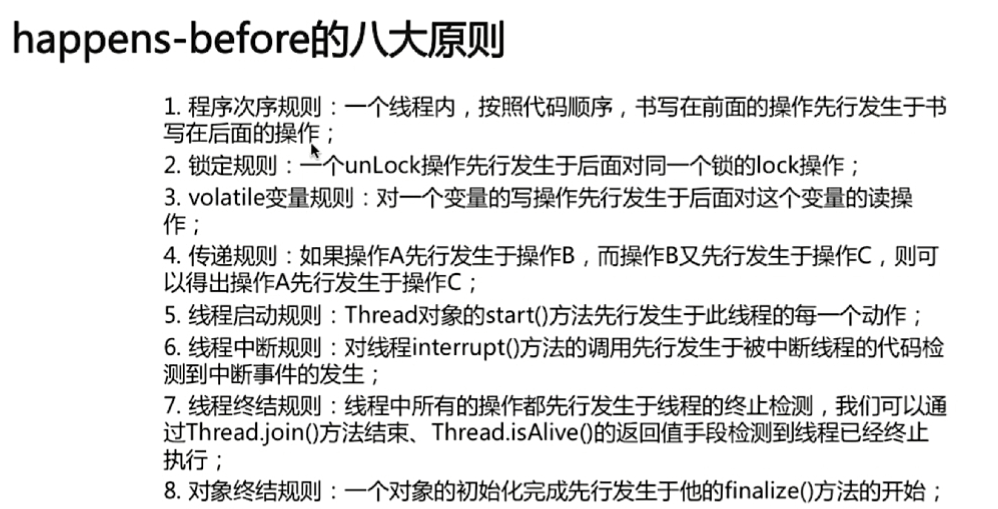 happens-before的八大原则
1. 程序次序规则：一个线程内，按照代码顺序，书写在前面的操作先行发生于书
写在后面的操作；
2. 锁定规则：一个unLock操作先行发生于后面对同一个锁的lock操作；
3. volatile变量规则：对一个变量的写操作先行发生于后面对这个变量的读操
作；
4. 传递规则：如果操作A先行发生于操作B，而操作B又先行发生于操作C，则可
以得出操作A先行发生于操作C；
5. 线程启动规则：Thread对象的start()方法先行发生于此线程的每一个动作；
6. 线程中断规则：对线程interrupt()方法的调用先行发生于被中断线程的代码检
测到中断事件的发生；
7. 线程终结规则：线程中所有的操作都先行发生于线程的终止检测，我们可以通
过Thread.join()方法结束、Thread.isAlive()的返回值手段检测到线程已经终止
执行；
8. 对象终结规则：一个对象的初始化完成先行发生于他的finalize()方法的开始；